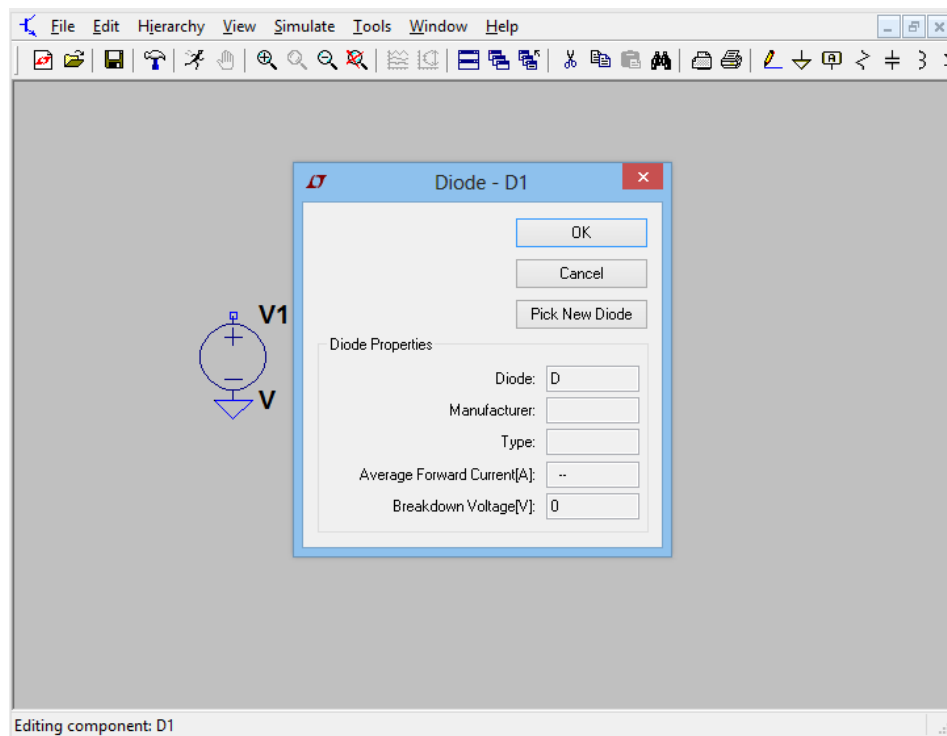 File Edit Hierarchy View Simulate Tools Window Help
Diode - D1
OK
Cancel
Pick New Diode
V1
V
Diode Properties
Diode: D
Manufacturer:
Type:
Average Forward Current[A]: --
Breakdown Voltage[V]: 0
Editing component: D1